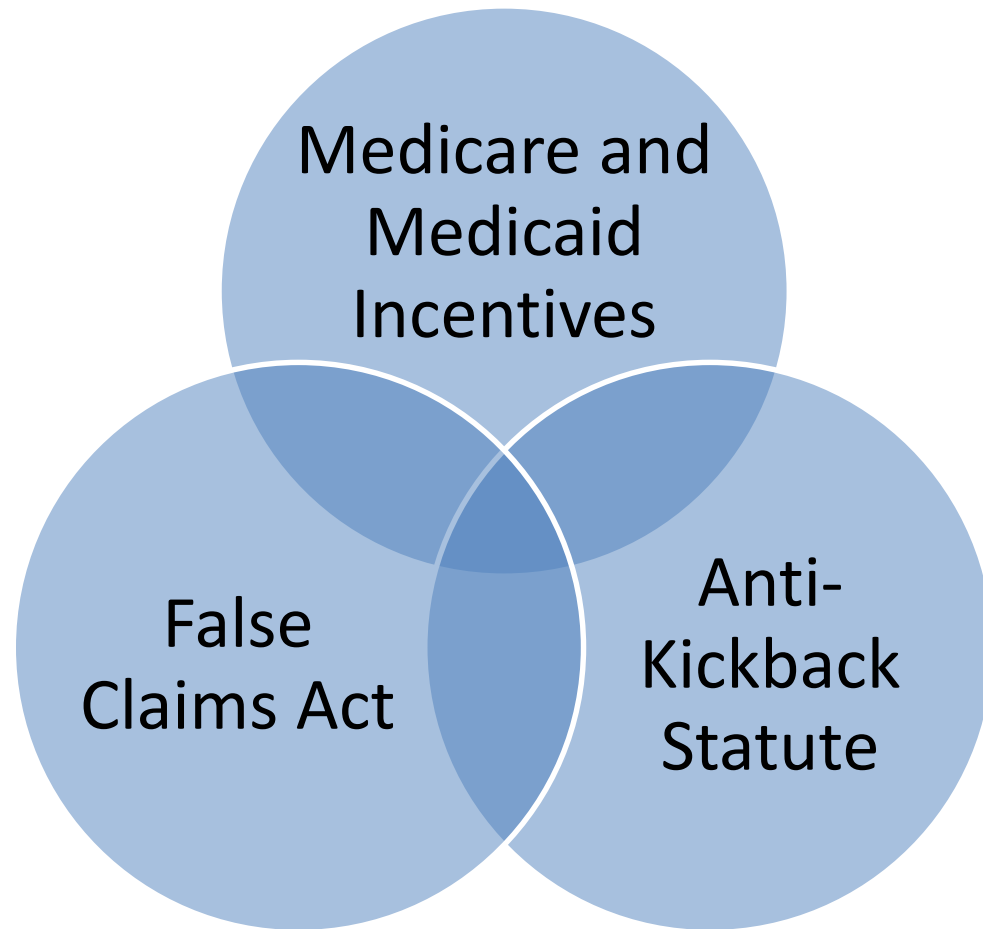 Medicare and
Medicaid
Incentives
False
Claims Act
Anti-
Kickback
Statute